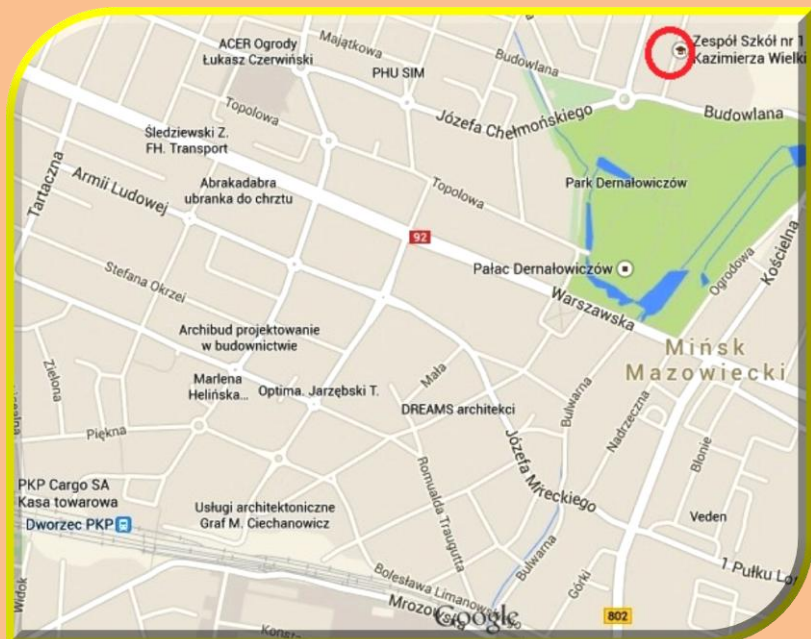 Majątkowa
ACER Ogrody
Łukasz Czerwiński
PHU SIM
Budowlana
Zespół Szkół nr 1
Kazimierza Wielki
Józefa Chełmońskiego
Budowlana
Topolowa
Śledziewski Z.
FH. Transport
Tartaczna
Armii Ludowej
Abrakadabra
ubranka do chrztu
Topolowa
Park Dernałowiczów
92
Pałac Dernałowiczów
Kościelna
Ogrodowa
Stefana Okrzei
Warszawska
Archibud projektowanie
w budownictwie
Mińsk
Mazowiecki
Zielona
Marlena
Helińska...
Optima. Jarzębski T.
Mała
DREAMS architekci
Bulwarna
Nadrzeczna
Piękna
Błonie
Józefa Mireckiego
Romualda Traugutta
PKP Cargo SA
Kasa towarowa
Dworzec PKP
Usługi architektoniczne
Graf M. Ciechanowicz
Veden
Bulwarna
Górki
1 Pułku
Widok
Bolesława
Mrozowska
Google
802